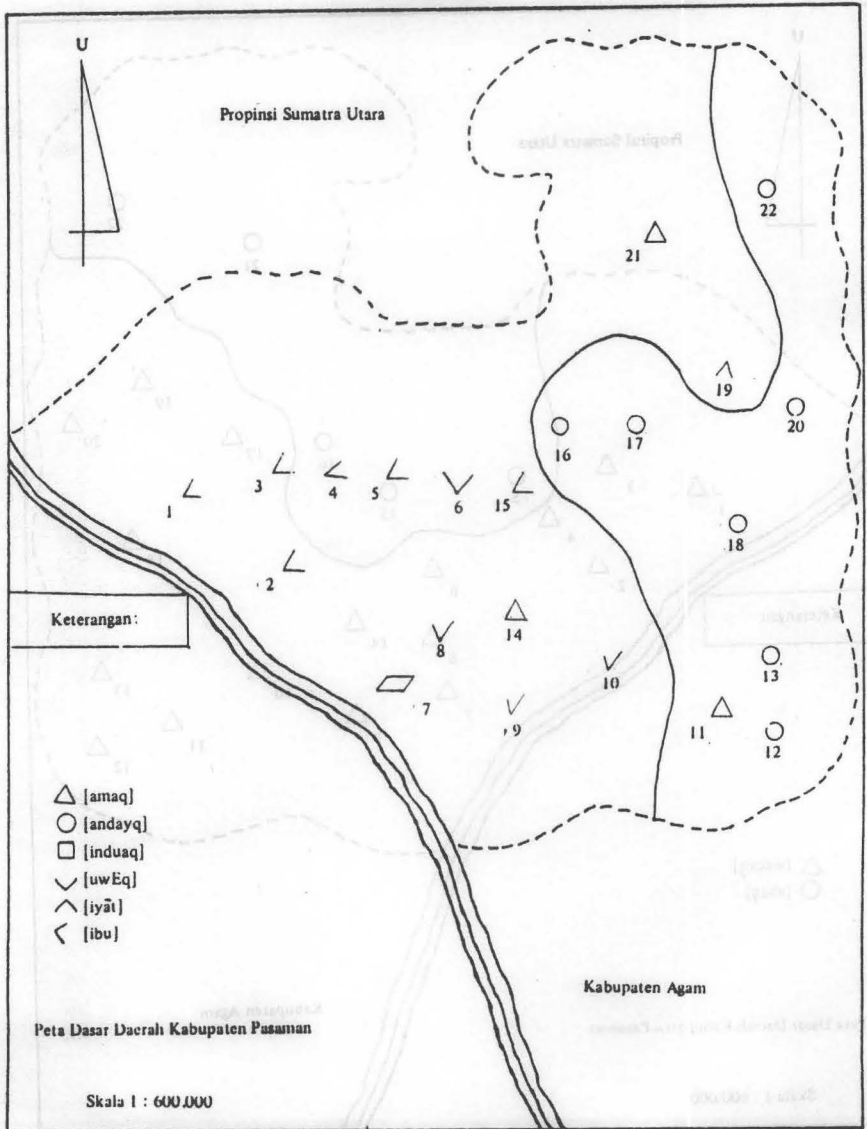 U
Propinsi Sumatra Utara
22
21
19
20
16
17
3
4
5
6
15
1
18
2
Keterangan:
14
8
10
13
7
9
11
12
[amaq]
[andayq]
[induaq]
[uwEq]
[iyāt]
[ibu]
Kabupaten Agam
Peta Dasar Daerah Kabupaten Pasaman
Skala 1 : 600.000